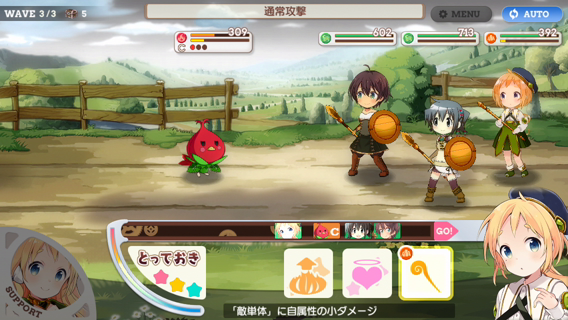 WAVE 3/3 5
通常攻撃
MENU
AUTO
309
C
602
713
392
C
GO!
とっておき
SUPPORT
「敵単体」に自属性の小ダメージ